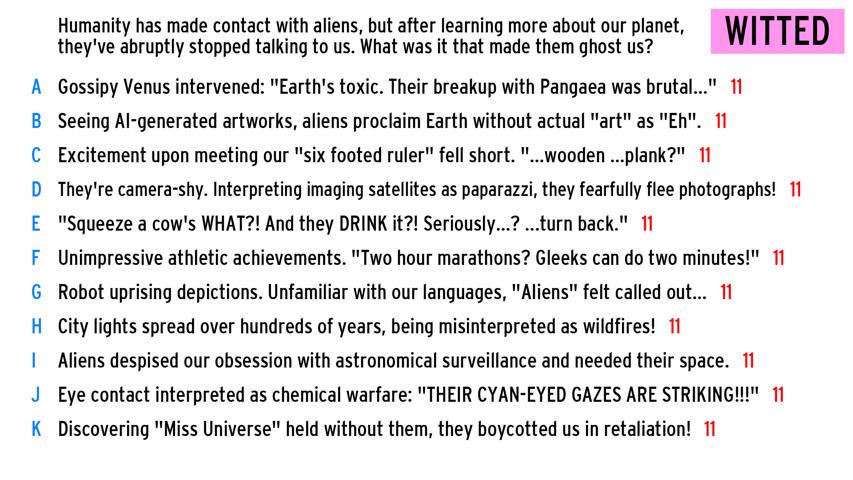 Humanity has made contact with aliens, but after learning more about our planet,
they've abruptly stopped talking to us. What was it that made them ghost us?
WITTED
A Gossipy Venus intervened: "Earth's toxic. Their breakup with Pangaea was brutal..." 11
B Seeing AI-generated artworks, aliens proclaim Earth without actual "art" as "Eh". 11
C Excitement upon meeting our "six footed ruler" fell short. "...wooden ...plank?" 11
D They're camera-shy. Interpreting imaging satellites as paparazzi, they fearfully flee photographs! 11
E "Squeeze a cow's WHAT?! And they DRINK it?! Seriously...? ...turn back." 11
F Unimpressive athletic achievements. "Two hour marathons? Gleeks can do two minutes!" 11
G Robot uprising depictions. Unfamiliar with our languages, "Aliens" felt called out... 11
H City lights spread over hundreds of years, being misinterpreted as wildfires! 11
I Aliens despised our obsession with astronomical surveillance and needed their space. 11
J Eye contact interpreted as chemical warfare: "THEIR CYAN-EYED GAZES ARE STRIKING!!!" 11
K Discovering "Miss Universe" held without them, they boycotted us in retaliation! 11